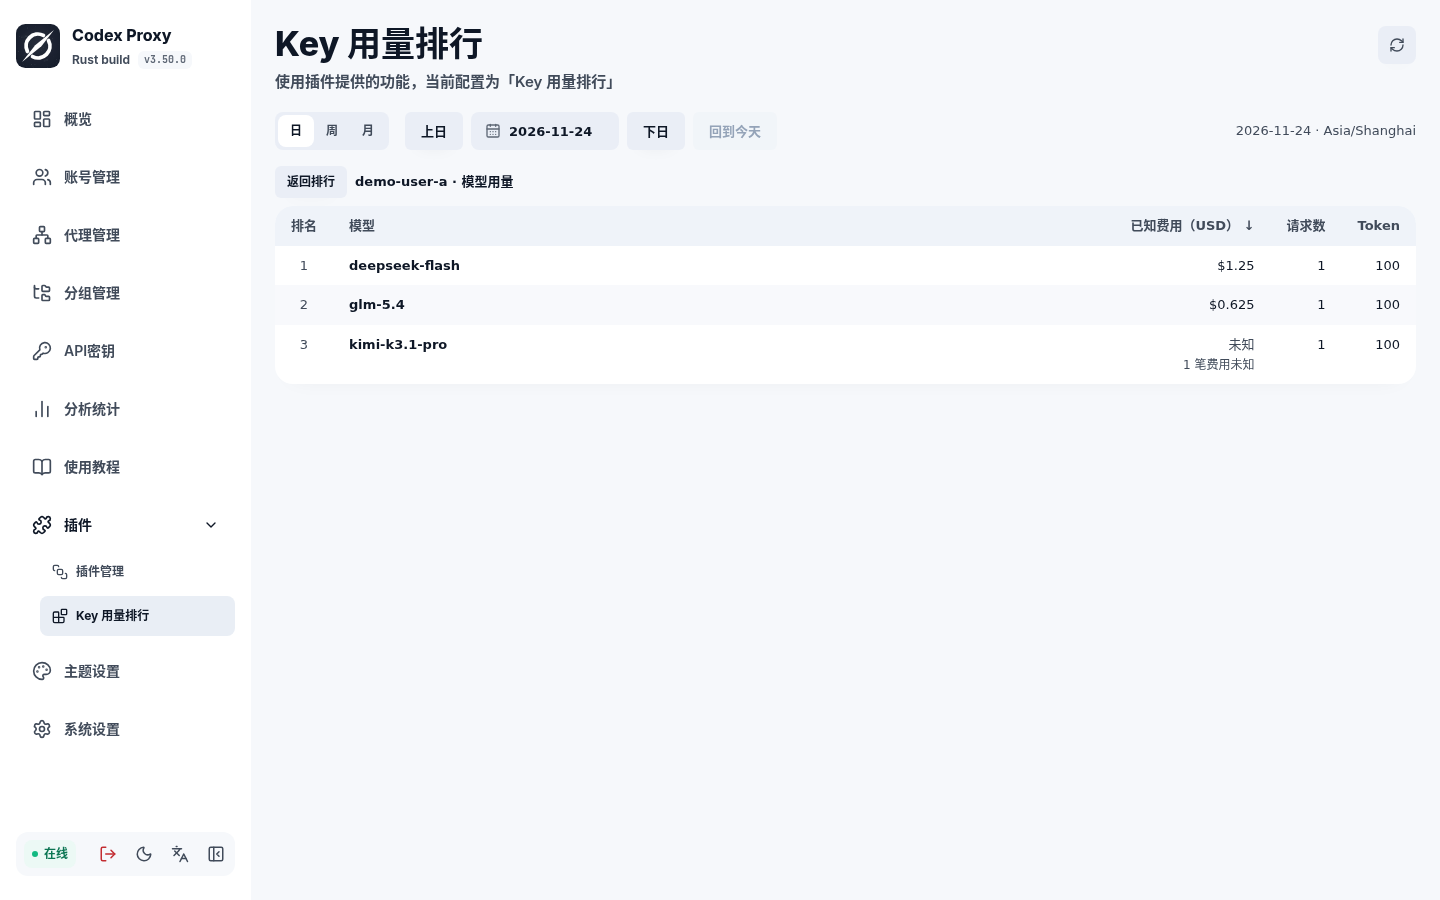 Codex Proxy
Rust build v3.50.0
概览
账号管理
代理管理
分组管理
API密钥
分析统计
使用教程
插件
插件管理
Key 用量排行
主题设置
系统设置
在线
Key 用量排行
使用插件提供的功能，当前配置为「Key 用量排行」
日 周 月 上日 2026-11-24 下日 回到今天 2026-11-24 · Asia/Shanghai
返回排行 demo-user-a · 模型用量
排名 模型 已知费用（USD） ↓ 请求数 Token
1 deepseek-flash $1.25 1 100
2 glm-5.4 $0.625 1 100
3 kimi-k3.1-pro 未知 1 100
1 笔费用未知